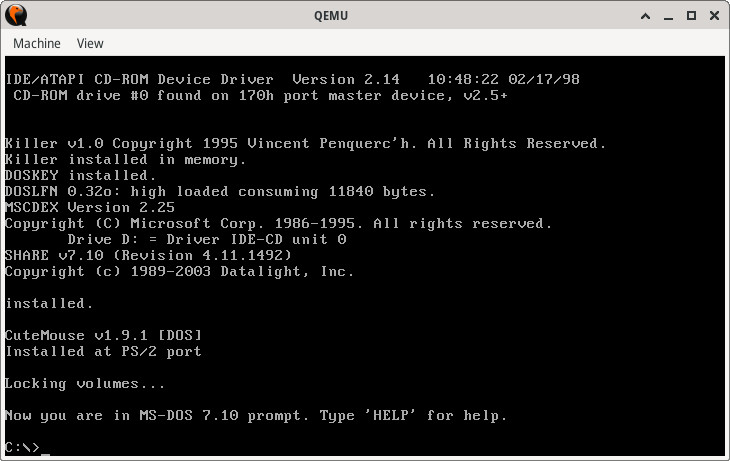 QEMU
Machine View
IDE/ATAPI CD-ROM Device Driver  Version 2.14   10:48:22 02/17/98
 CD-ROM drive #0 found on 170h port master device, v2.5+
Killer v1.0 Copyright 1995 Vincent Penquerc'h. All Rights Reserved.
Killer installed in memory.
DOSKEY installed.
DOSLFN 0.32o: high loaded consuming 11840 bytes.
MSCDEX Version 2.25
Copyright (C) Microsoft Corp. 1986-1995. All rights reserved.
        Drive D: = Driver IDE-CD unit 0
SHARE v7.10 (Revision 4.11.1492)
Copyright (c) 1989-2003 Datalight, Inc.
installed.
CuteMouse v1.9.1 [DOS]
Installed at PS/2 port
Locking volumes...
Now you are in MS-DOS 7.10 prompt. Type 'HELP' for help.
C:\>_